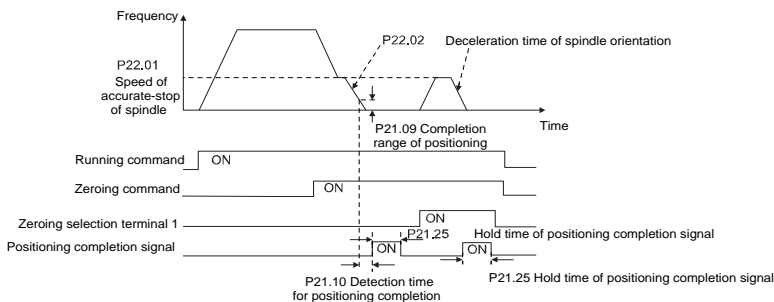 Frequency
P22.01
Speed of
accurate-stop
of spindle
P22.02
Deceleration time of spindle orientation
Time
P21.09 Completion
range of positioning
Running command
ON
Zeroing command
ON
Zeroing selection terminal 1
ON
P21.25
Hold time of positioning completion signal
Positioning completion signal
ON
ON
P21.10 Detection time
for positioning completion
P21.25 Hold time of positioning completion signal